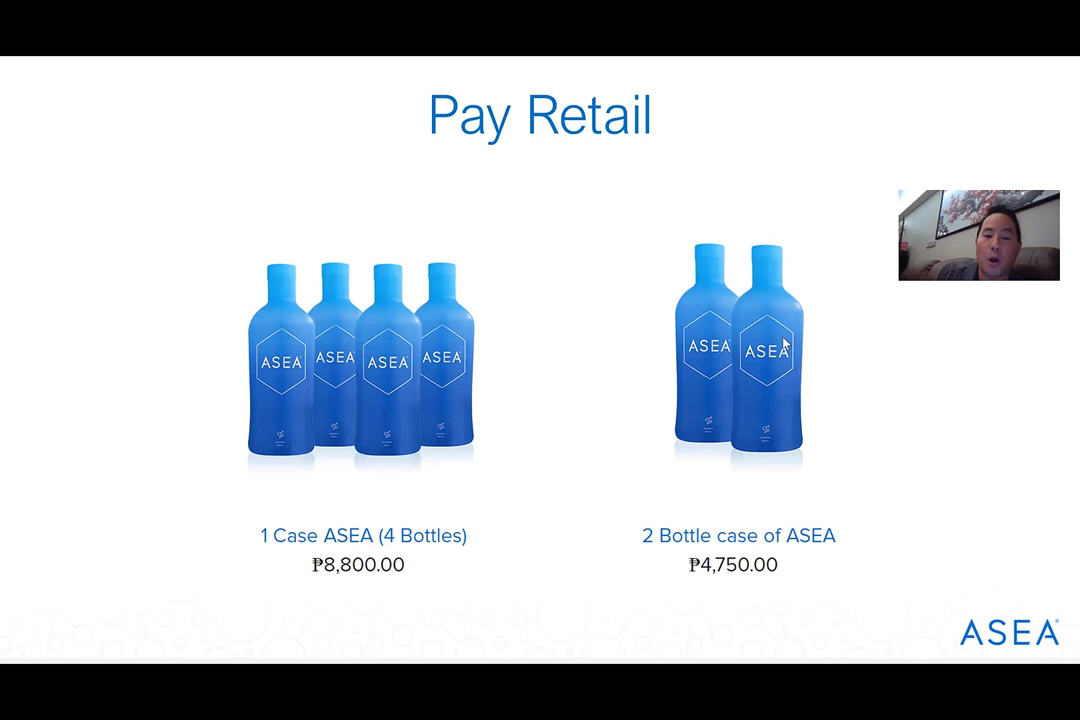 Pay Retail
ASEA
ASEA
ASEA
ASEA
ASEA
ASEA
1 Case ASEA (4 Bottles)
₱8,800.00
2 Bottle case of ASEA
₱4,750.00
ASEA®